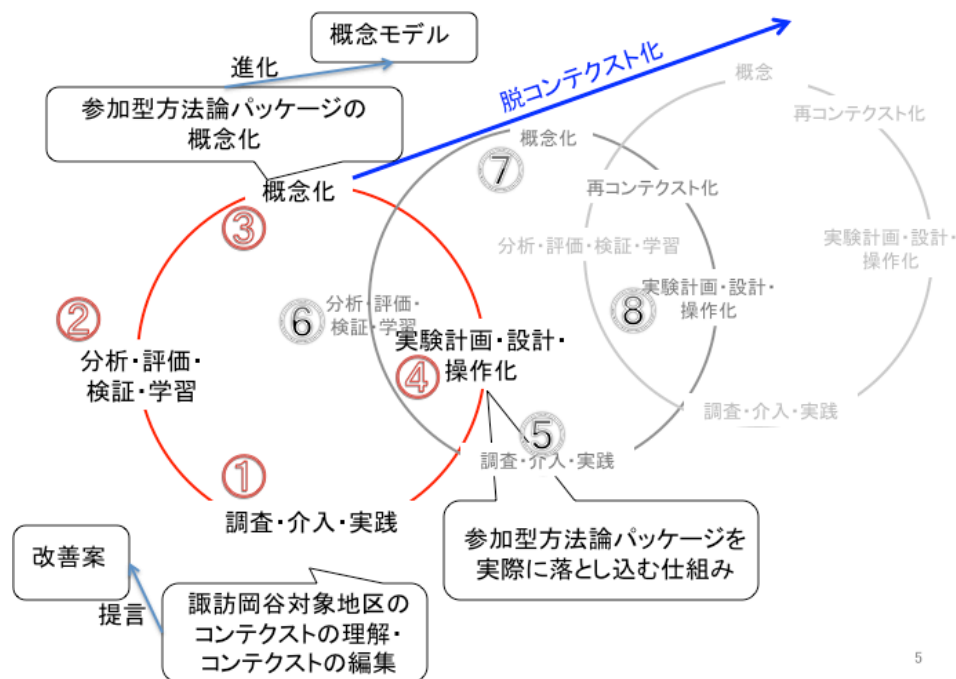 概念モデル
進化
参加型方法論パッケージの
概念化
脱コンテクスト化
概念
再コンテクスト化
概念化
⑦
概念化
③
再コンテクスト化
分析・評価・検証・学習
実験計画・設計・
操作化
②
分析・評価・
検証・学習
⑥
分析・評価・
検証・学習
実験計画・設計・
操作化
④
⑧
実験計画・設計・
操作化
調査・介入・実践
⑤
調査・介入・実践
①
調査・介入・実践
改善案
提言
諏訪岡谷対象地区の
コンテクストの理解・
コンテクストの編集
参加型方法論パッケージを
実際に落とし込む仕組み
5